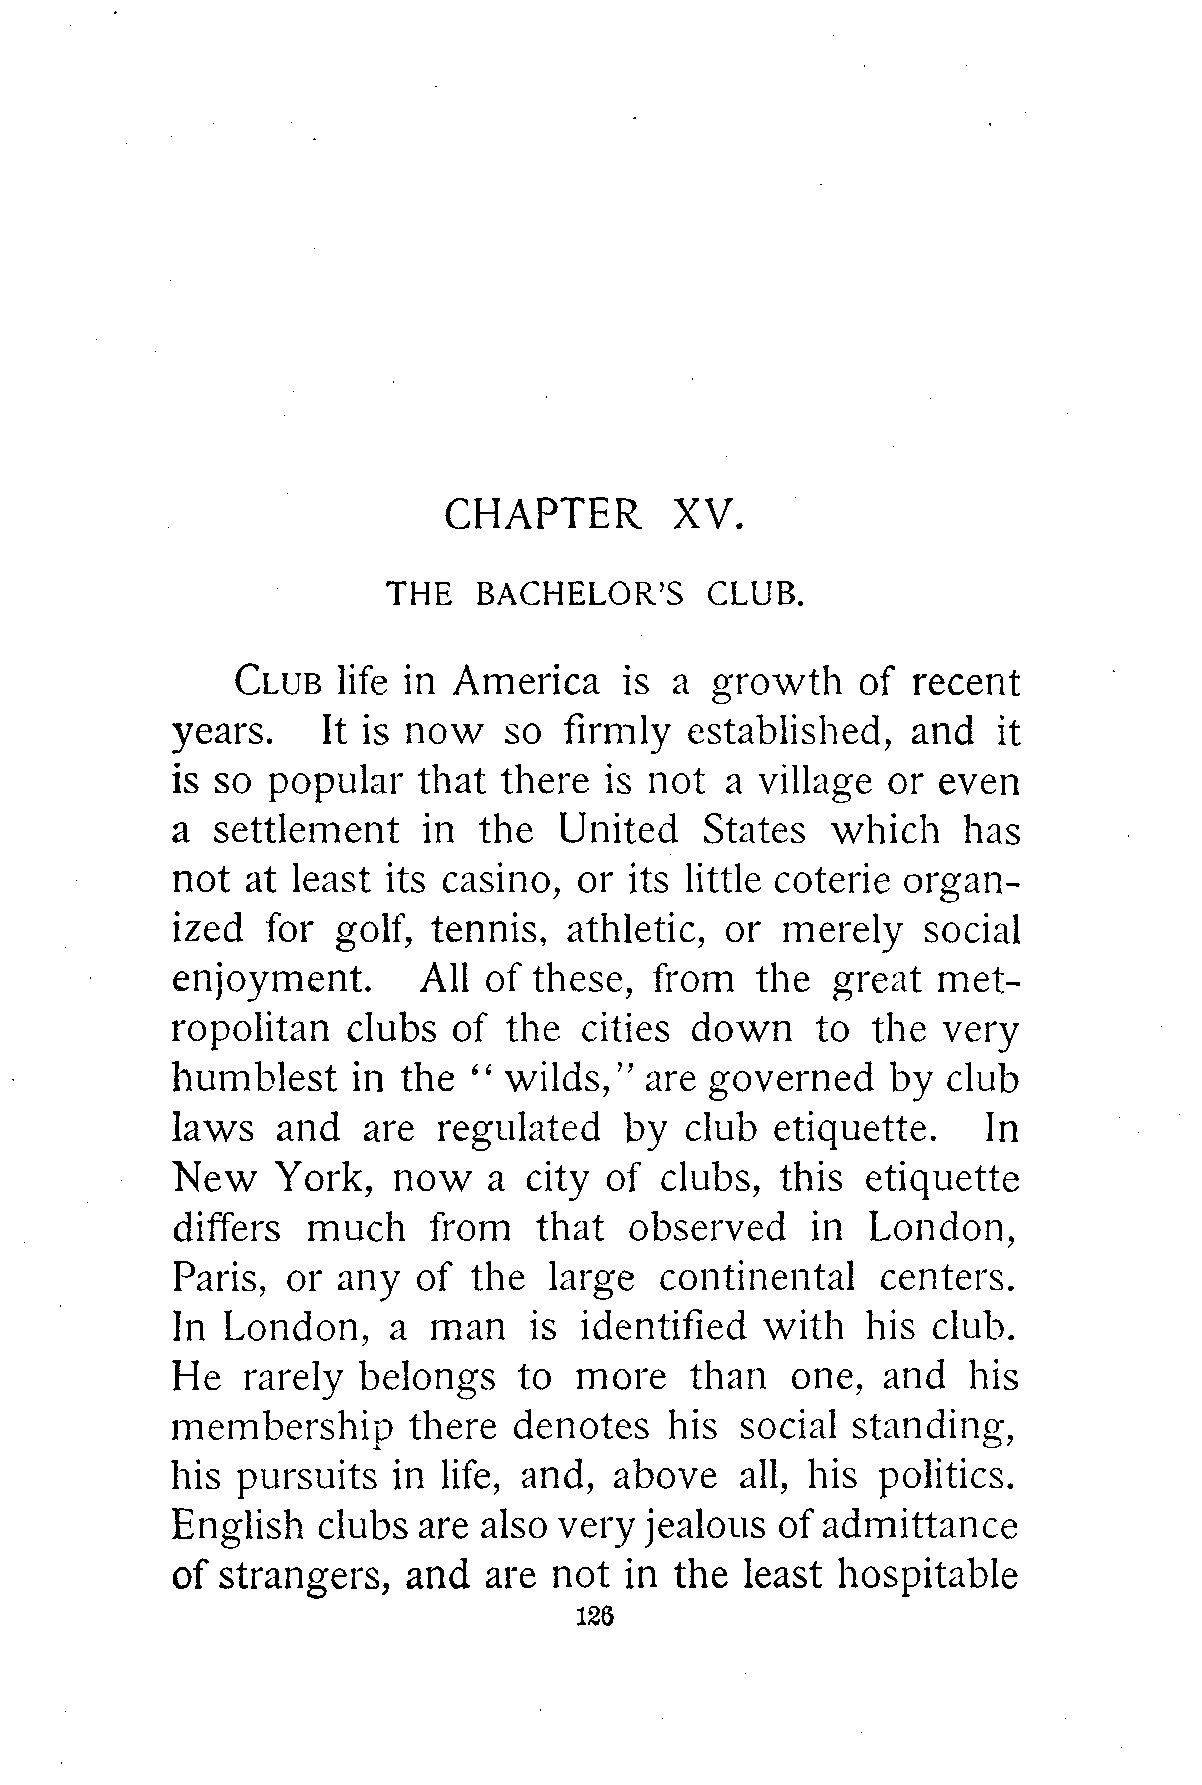 CHAPTER XV.
THE BACHELOR'S CLUB.
CLUB life in America is a growth of recent
years. It is now so firmly established, and it
is so popular that there is not a village or even
a settlement in the United States which has
not at least its casino, or its little coterie organ-
ized for golf, tennis, athletic, or merely social
enjoyment. All of these, from the great met-
ropolitan clubs of the cities down to the very
humblest in the “ wilds,” are governed by club
laws and are regulated by club etiquette. In
New York, now a city of clubs, this etiquette
differs much from that observed in London,
Paris, or any of the large continental centers.
In London, a man is identified with his club.
He rarely belongs to more than one, and his
membership there denotes his social standing,
his pursuits in life, and, above all, his politics.
English clubs are also very jealous of admittance
of strangers, and are not in the least hospitable
126